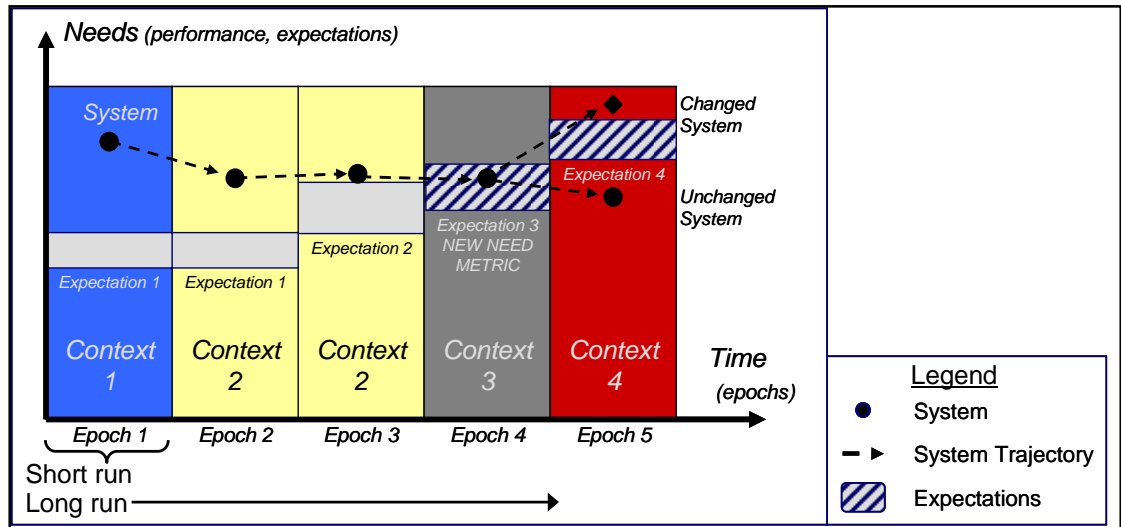 Needs (performance, expectations)
System
Changed
System
Expectation 4
Unchanged
System
Expectation 3
NEW NEED
METRIC
Expectation 2
Expectation 1
Expectation 1
Context
1
Context
2
Context
2
Context
3
Context
4
Time
(epochs)
Epoch 1
Epoch 2
Epoch 3
Epoch 4
Epoch 5
Short run
Long run
Legend
System
System Trajectory
Expectations